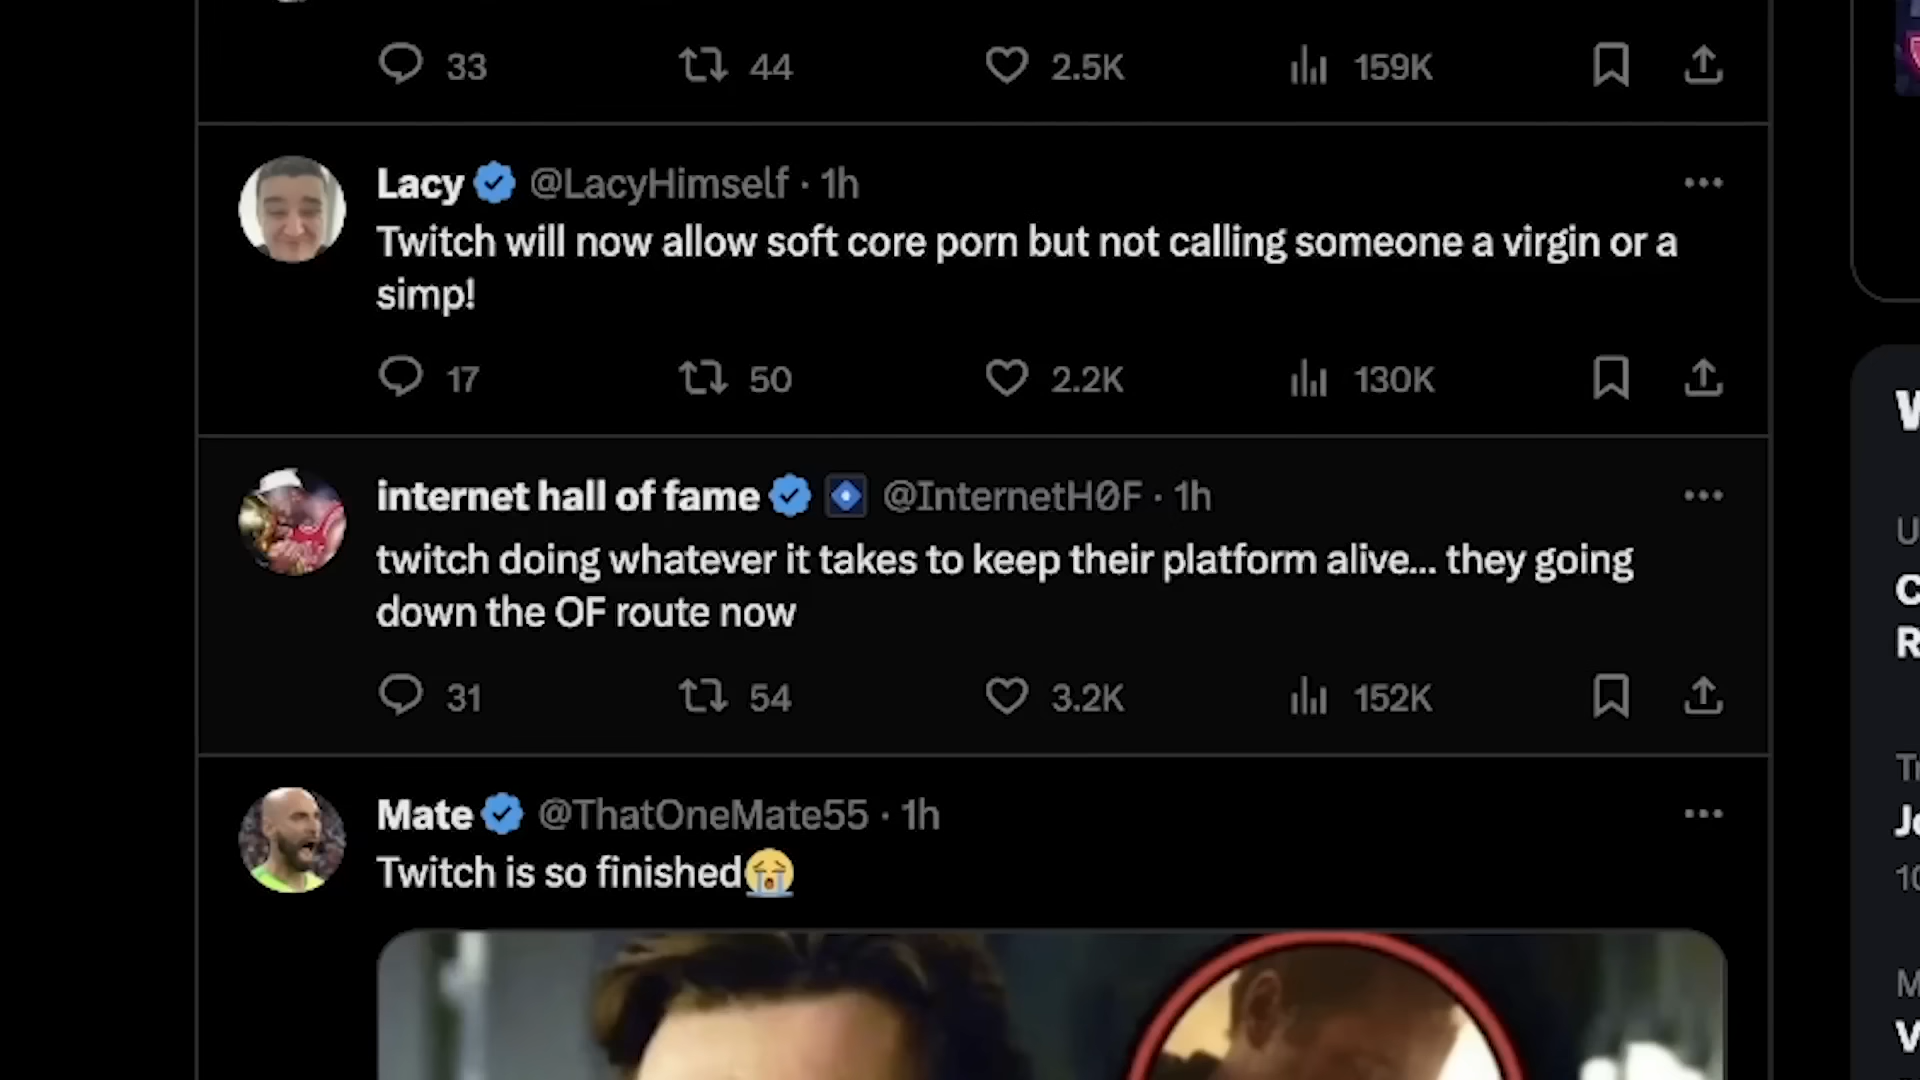 33 44 2.5K 159K
Lacy @LacyHimself · 1h
Twitch will now allow soft core porn but not calling someone a virgin or a
simp!
17 50 2.2K 130K
internet hall of fame @InternetH0F · 1h
twitch doing whatever it takes to keep their platform alive... they going
down the OF route now
31 54 3.2K 152K
Mate @ThatOneMate55 · 1h
Twitch is so finished😭